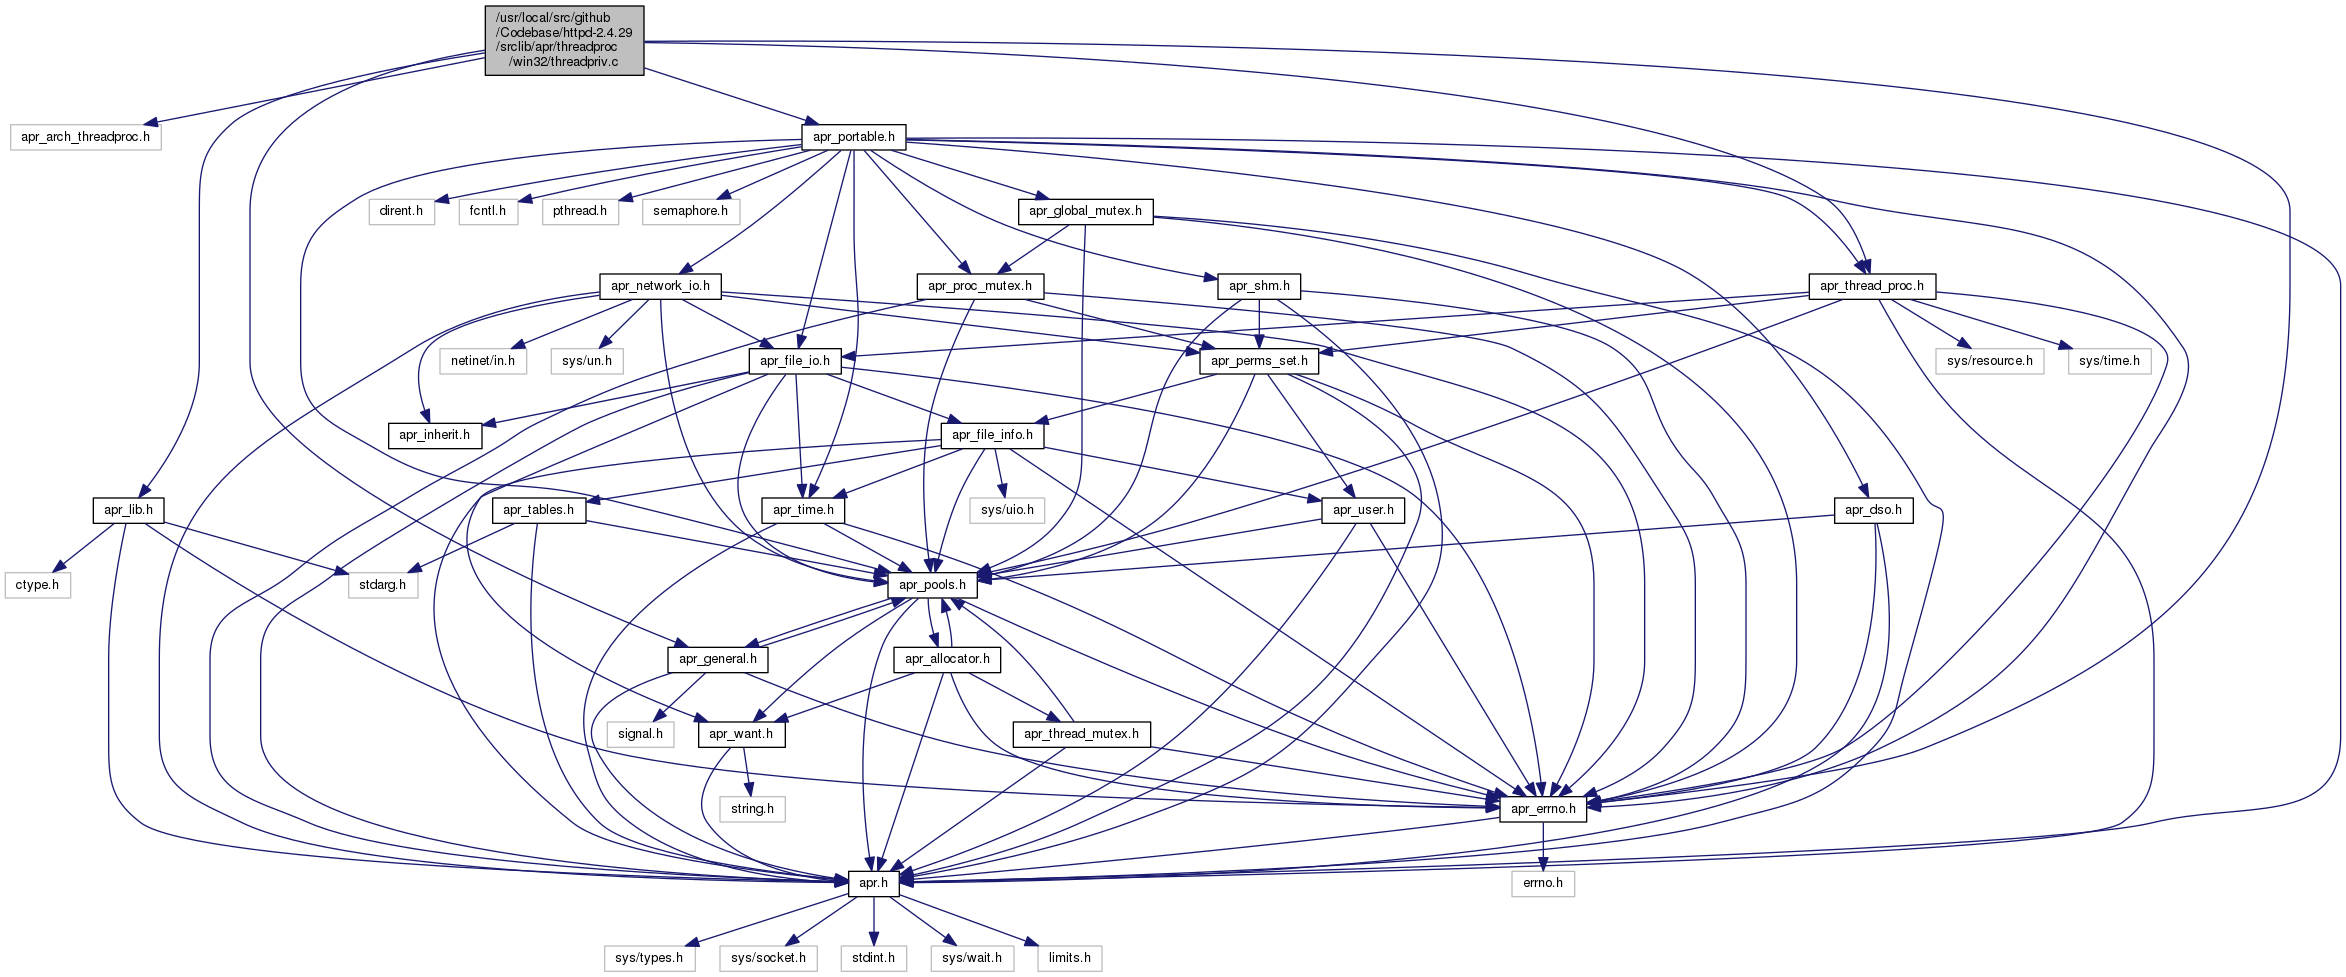 /usr/local/src/github
/Codebase/httpd-2.4.29
/srclib/apr/threadproc
/win32/threadpriv.c
apr_arch_threadproc.h
apr_portable.h
dirent.h
fcntl.h
pthread.h
semaphore.h
apr_global_mutex.h
apr_network_io.h
apr_proc_mutex.h
apr_shm.h
apr_thread_proc.h
netinet/in.h
sys/un.h
apr_file_io.h
apr_perms_set.h
sys/resource.h
sys/time.h
apr_inherit.h
apr_file_info.h
apr_lib.h
apr_tables.h
apr_time.h
sys/uio.h
apr_user.h
apr_dso.h
ctype.h
stdarg.h
apr_pools.h
apr_general.h
apr_allocator.h
signal.h
apr_want.h
apr_thread_mutex.h
string.h
apr_errno.h
apr.h
errno.h
sys/types.h
sys/socket.h
stdint.h
sys/wait.h
limits.h